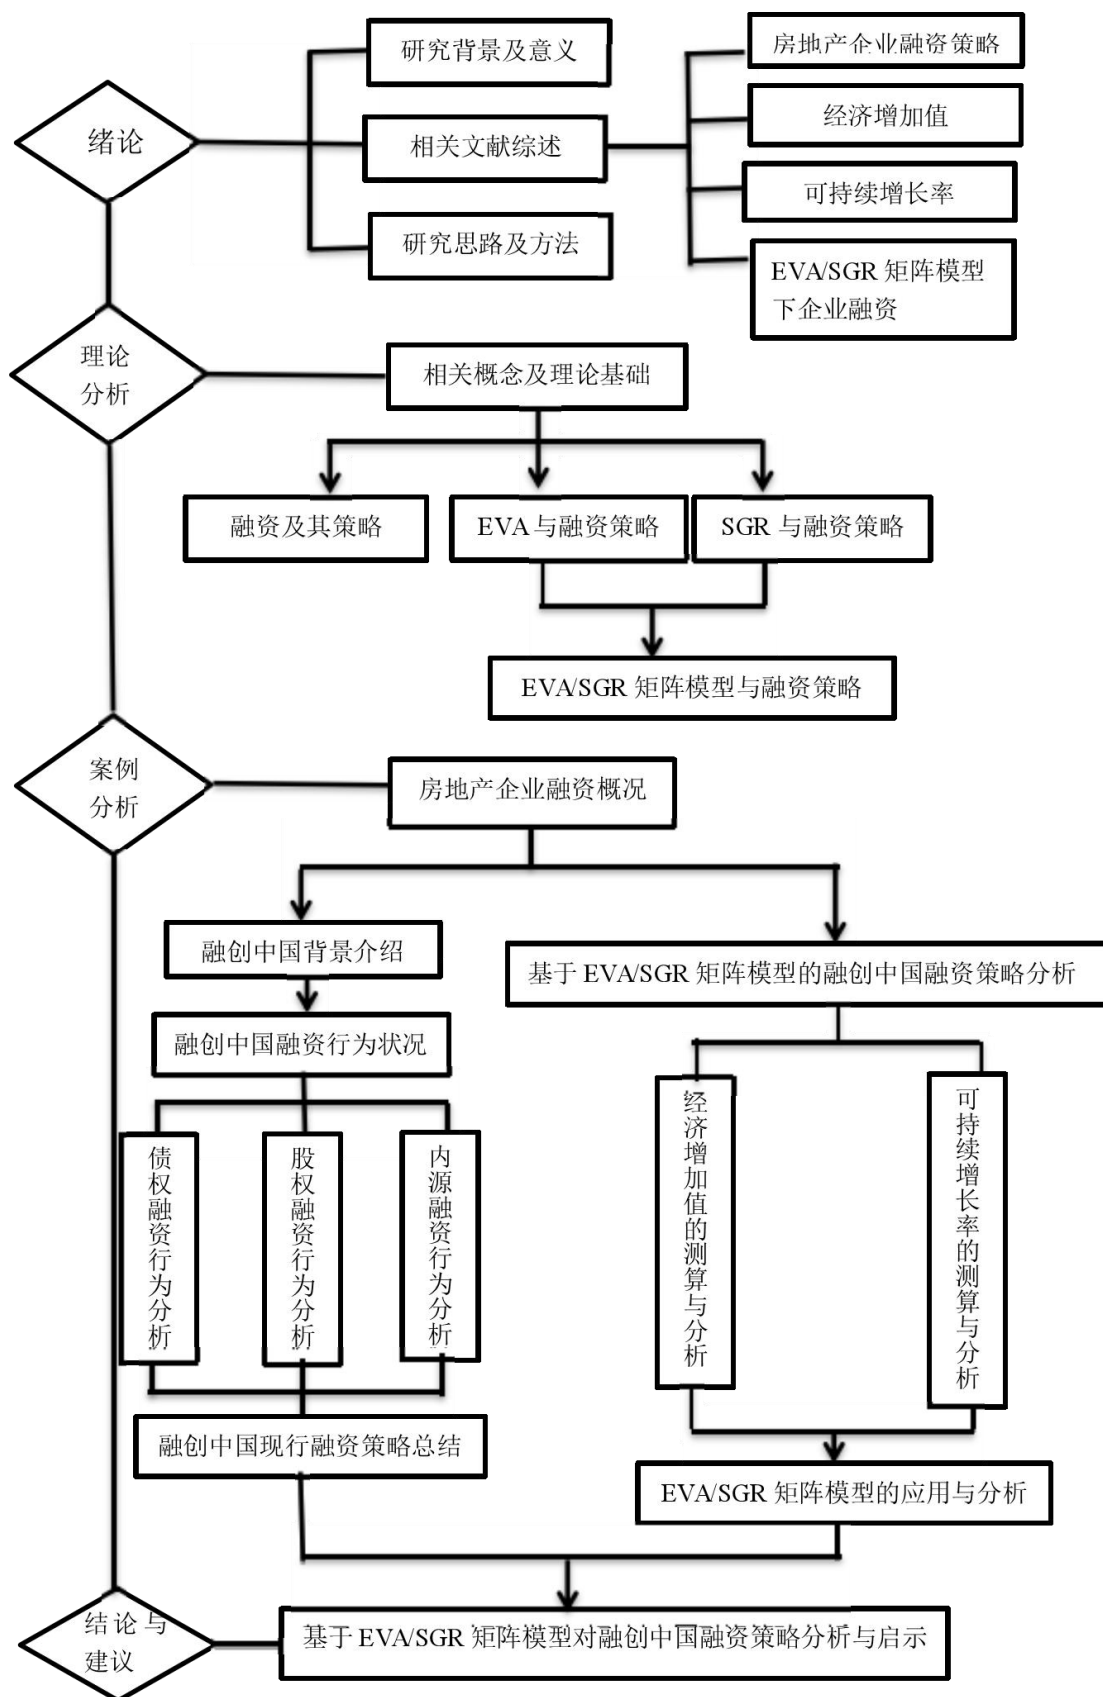 研究背景及意义
房地产企业融资策略
绪论
相关文献综述
经济增加值
可持续增长率
研究思路及方法
EVA/SGR 矩阵模型
下企业融资
理论
分析
相关概念及理论基础
融资及其策略
EVA 与融资策略
SGR 与融资策略
EVA/SGR 矩阵模型与融资策略
案例
分析
房地产企业融资概况
融创中国背景介绍
基于 EVA/SGR 矩阵模型的融创中国融资策略分析
融创中国融资行为状况
债权融资行为分析
股权融资行为分析
内源融资行为分析
经济增加值的测算与分析
可持续增长率的测算与分析
融创中国现行融资策略总结
EVA/SGR 矩阵模型的应用与分析
结论与
建议
基于 EVA/SGR 矩阵模型对融创中国融资策略分析与启示